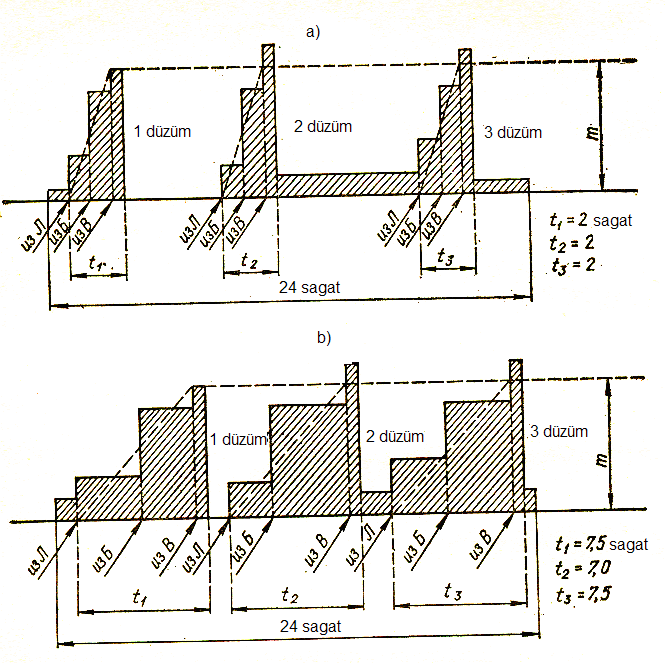 a)
1 düzüm
2 düzüm
3 düzüm
m
из Л
из Б
из В
из Л
из Б
из В
из Л
из Б
из В
t₁
t₂
t₃
t₁ = 2 sagat
t₂ = 2
t₃ = 2
24 sagat
b)
1 düzüm
2 düzüm
3 düzüm
m
из Л
из Б
из В
из Л
из Б
из В
из Л
из Б
из В
t₁
t₂
t₃
t₁ = 7,5 sagat
t₂ = 7,0
t₃ = 7,5
24 sagat